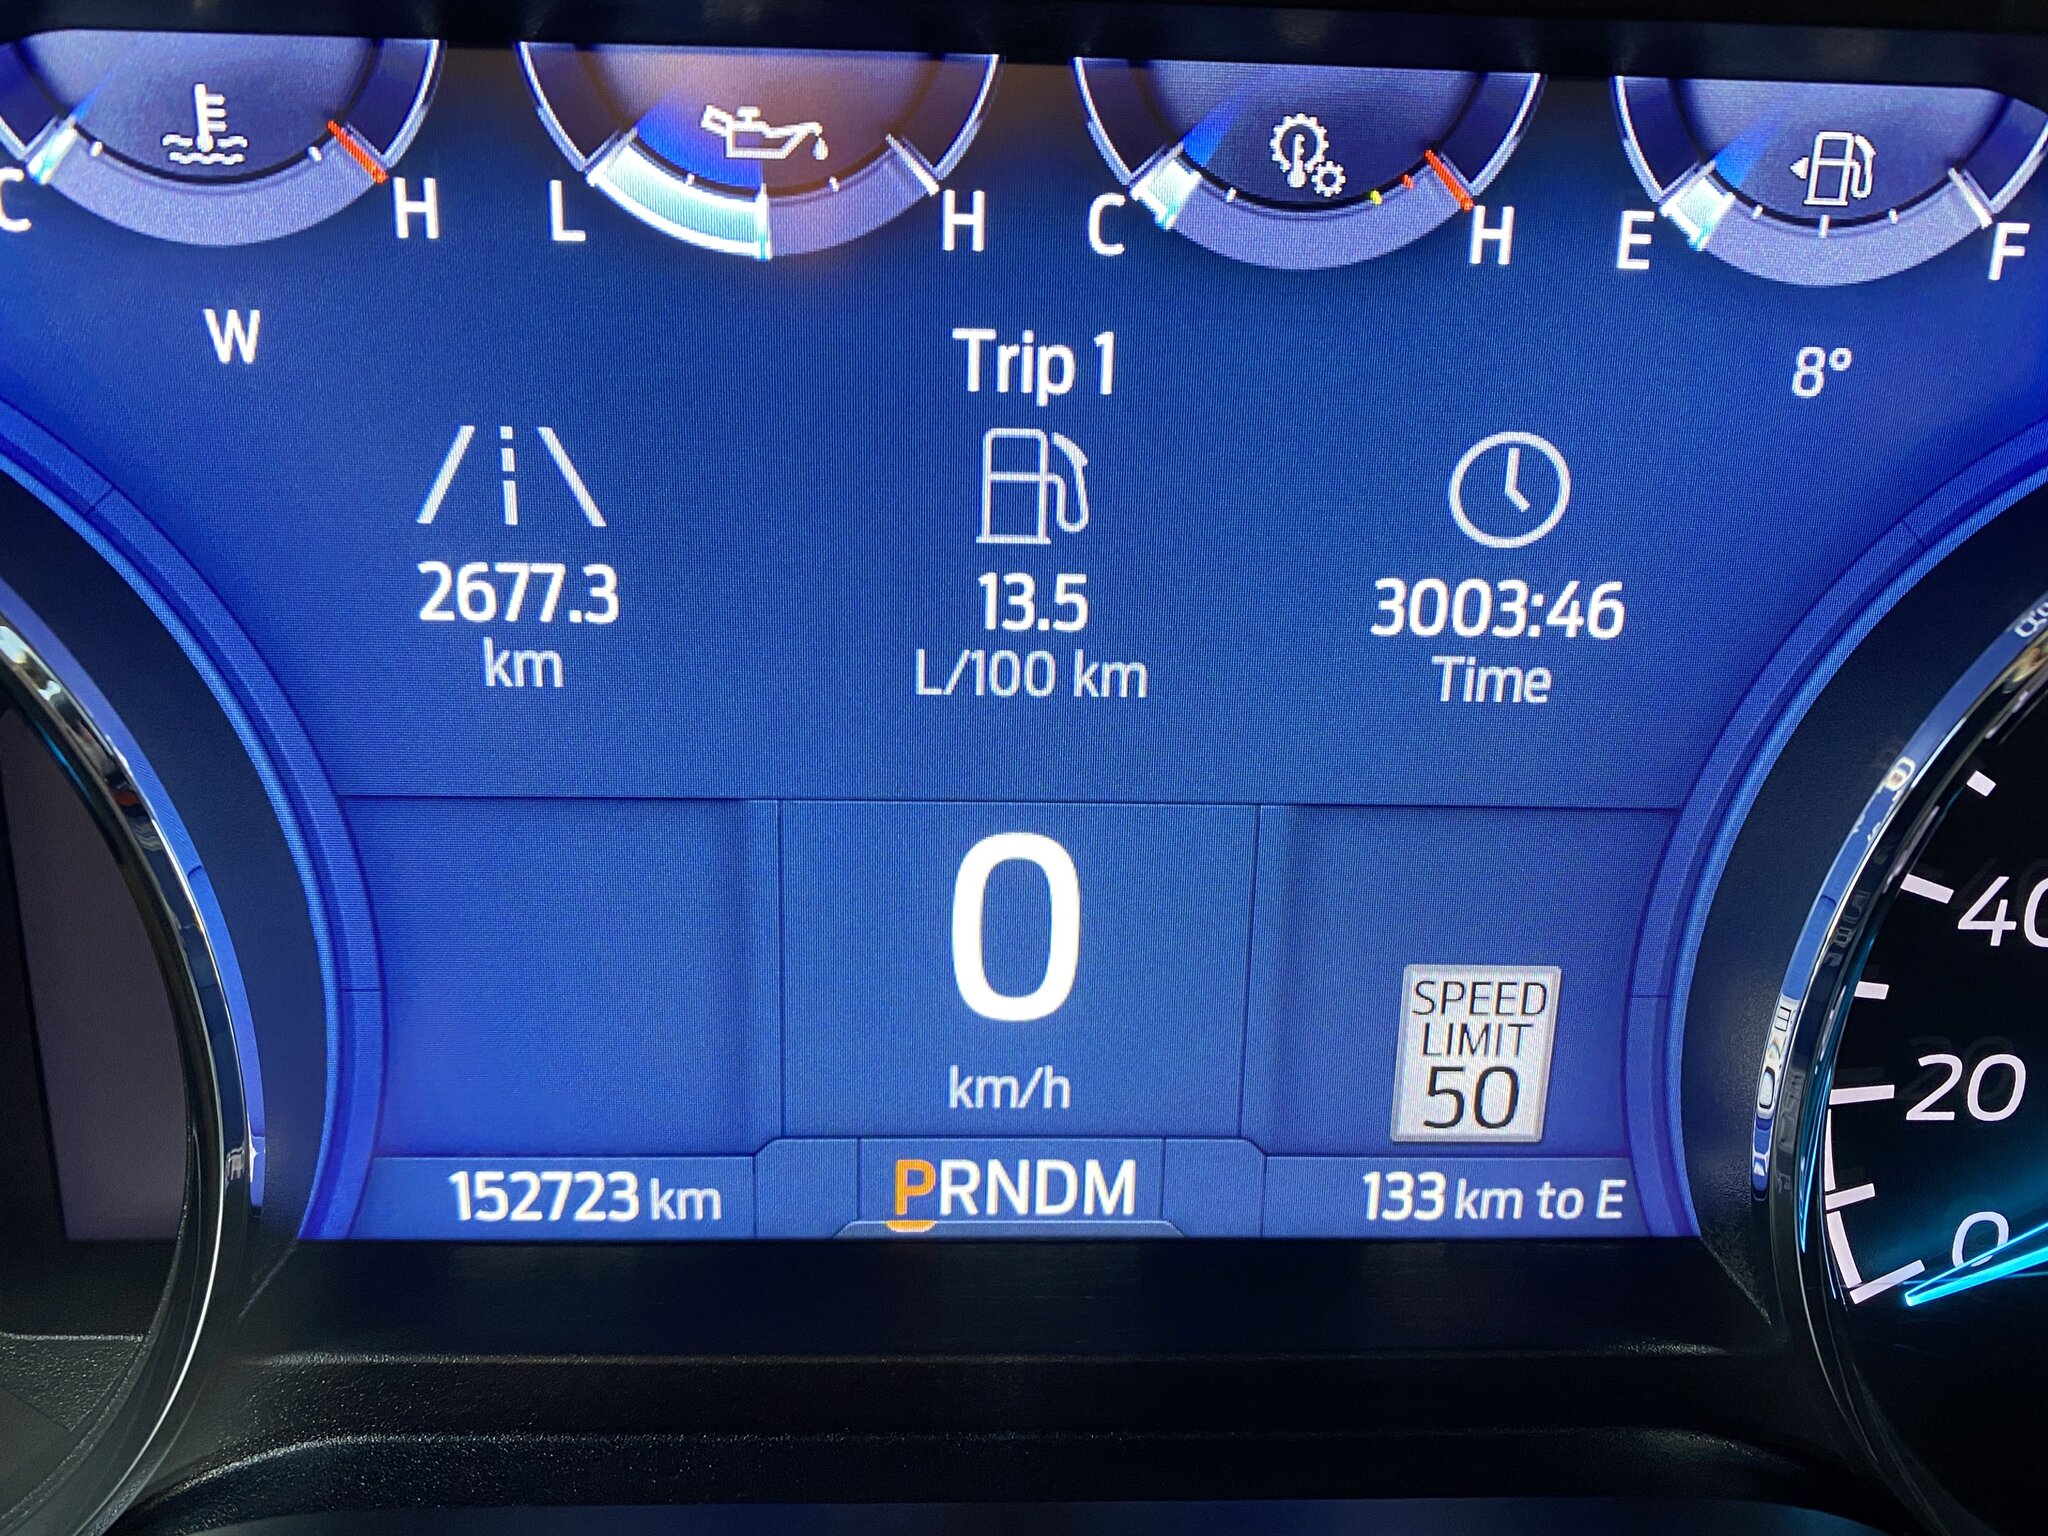 C H L H C H E F
W
Trip 1
8°
2677.3
km
13.5
L/100 km
3003:46
Time
0
km/h
SPEED
LIMIT
50
152723 km
PRNDM
133 km to E
40
20
0